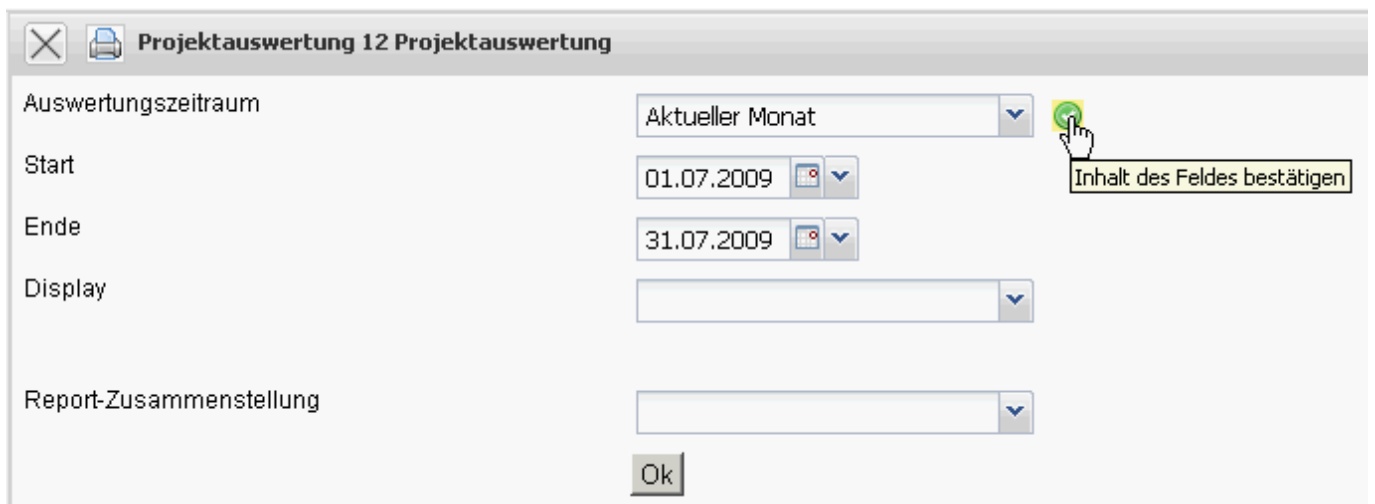 Projektauswertung 12 Projektauswertung
Auswertungszeitraum Aktueller Monat
Inhalt des Feldes bestätigen
Start 01.07.2009
Ende 31.07.2009
Display
Report-Zusammenstellung
Ok